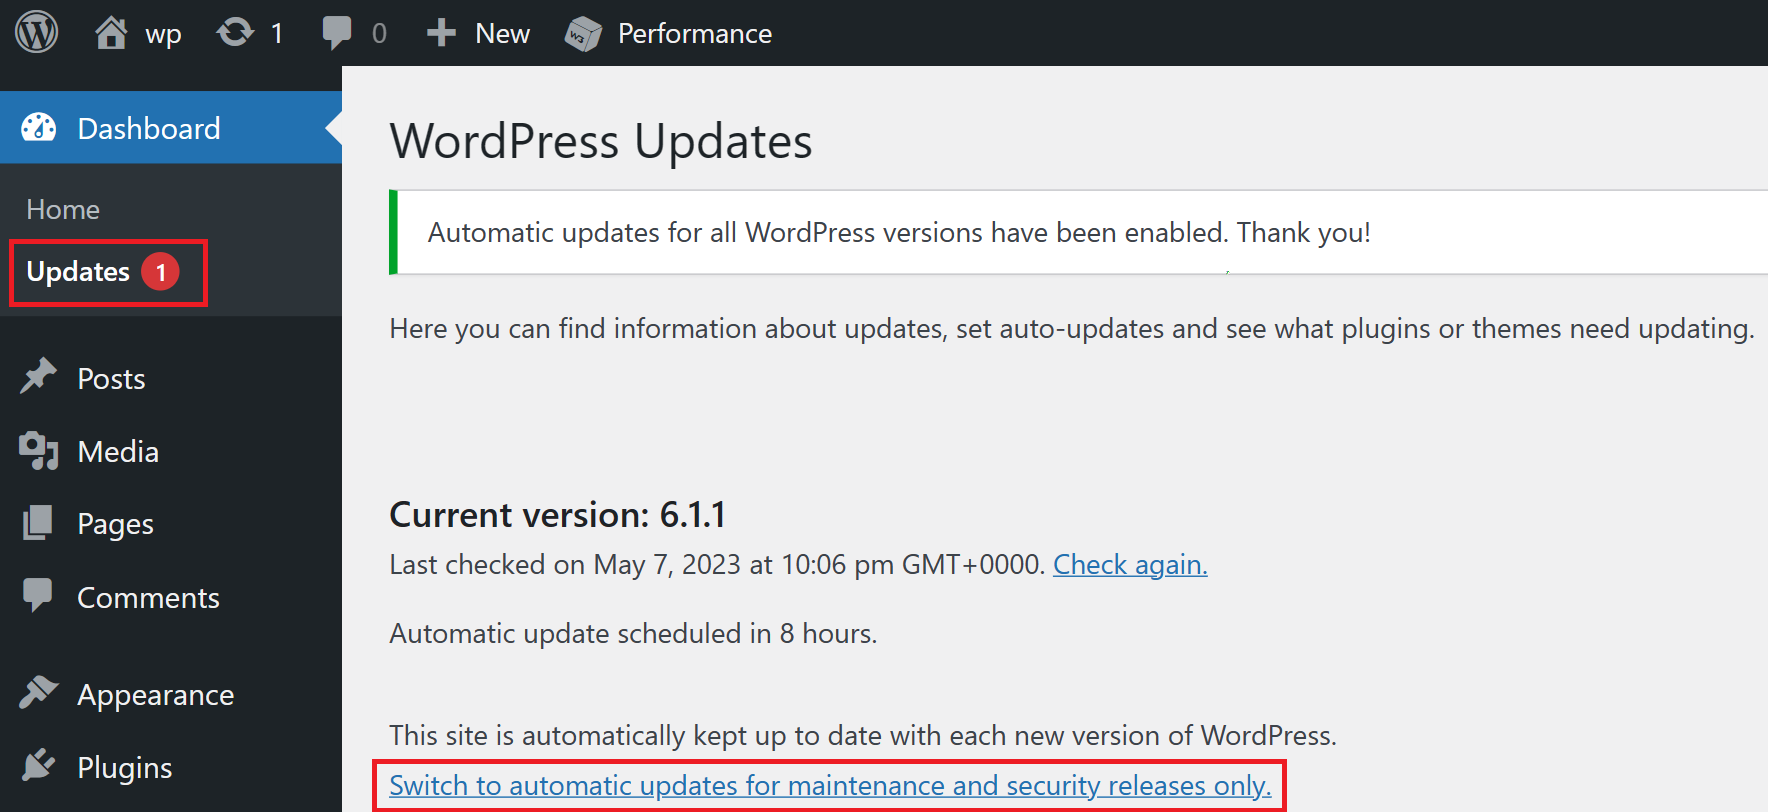 wp 1 0 New Performance
Dashboard
Home
Updates 1
Posts
Media
Pages
Comments
Appearance
Plugins
WordPress Updates
Automatic updates for all WordPress versions have been enabled. Thank you!
Here you can find information about updates, set auto-updates and see what plugins or themes need updating.
Current version: 6.1.1
Last checked on May 7, 2023 at 10:06 pm GMT+0000. Check again.
Automatic update scheduled in 8 hours.
This site is automatically kept up to date with each new version of WordPress.
Switch to automatic updates for maintenance and security releases only.